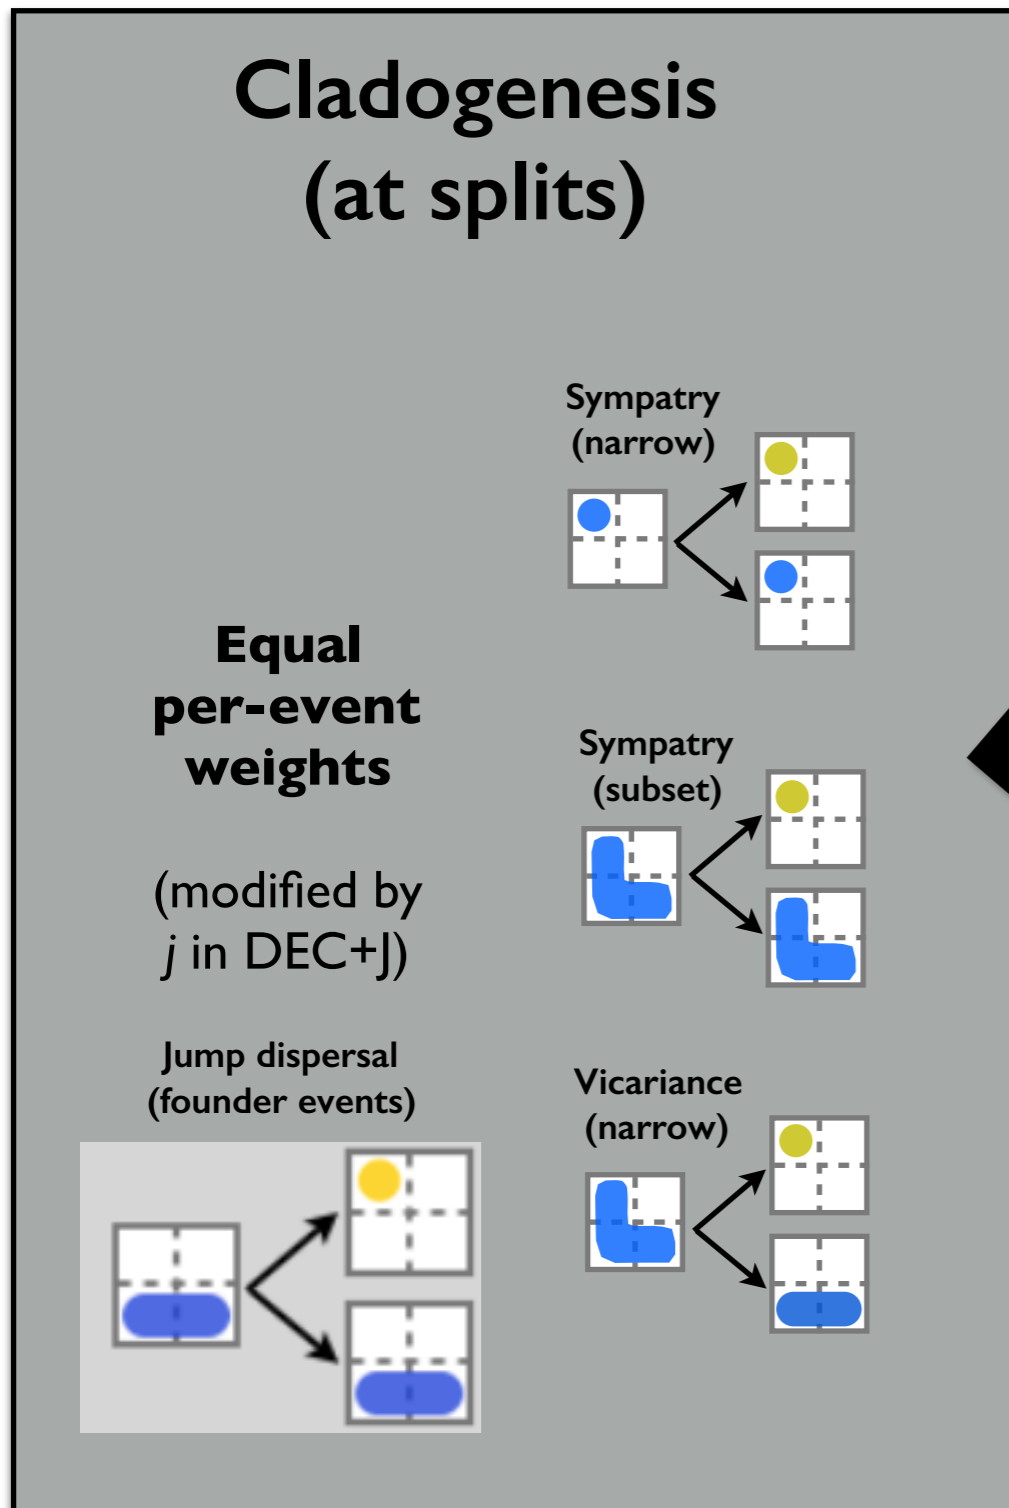 Cladogenesis
(at splits)
Sympatry
(narrow)
Equal
per-event
weights
(modified by
j in DEC+J)
Sympatry
(subset)
Jump dispersal
(founder events)
Vicariance
(narrow)